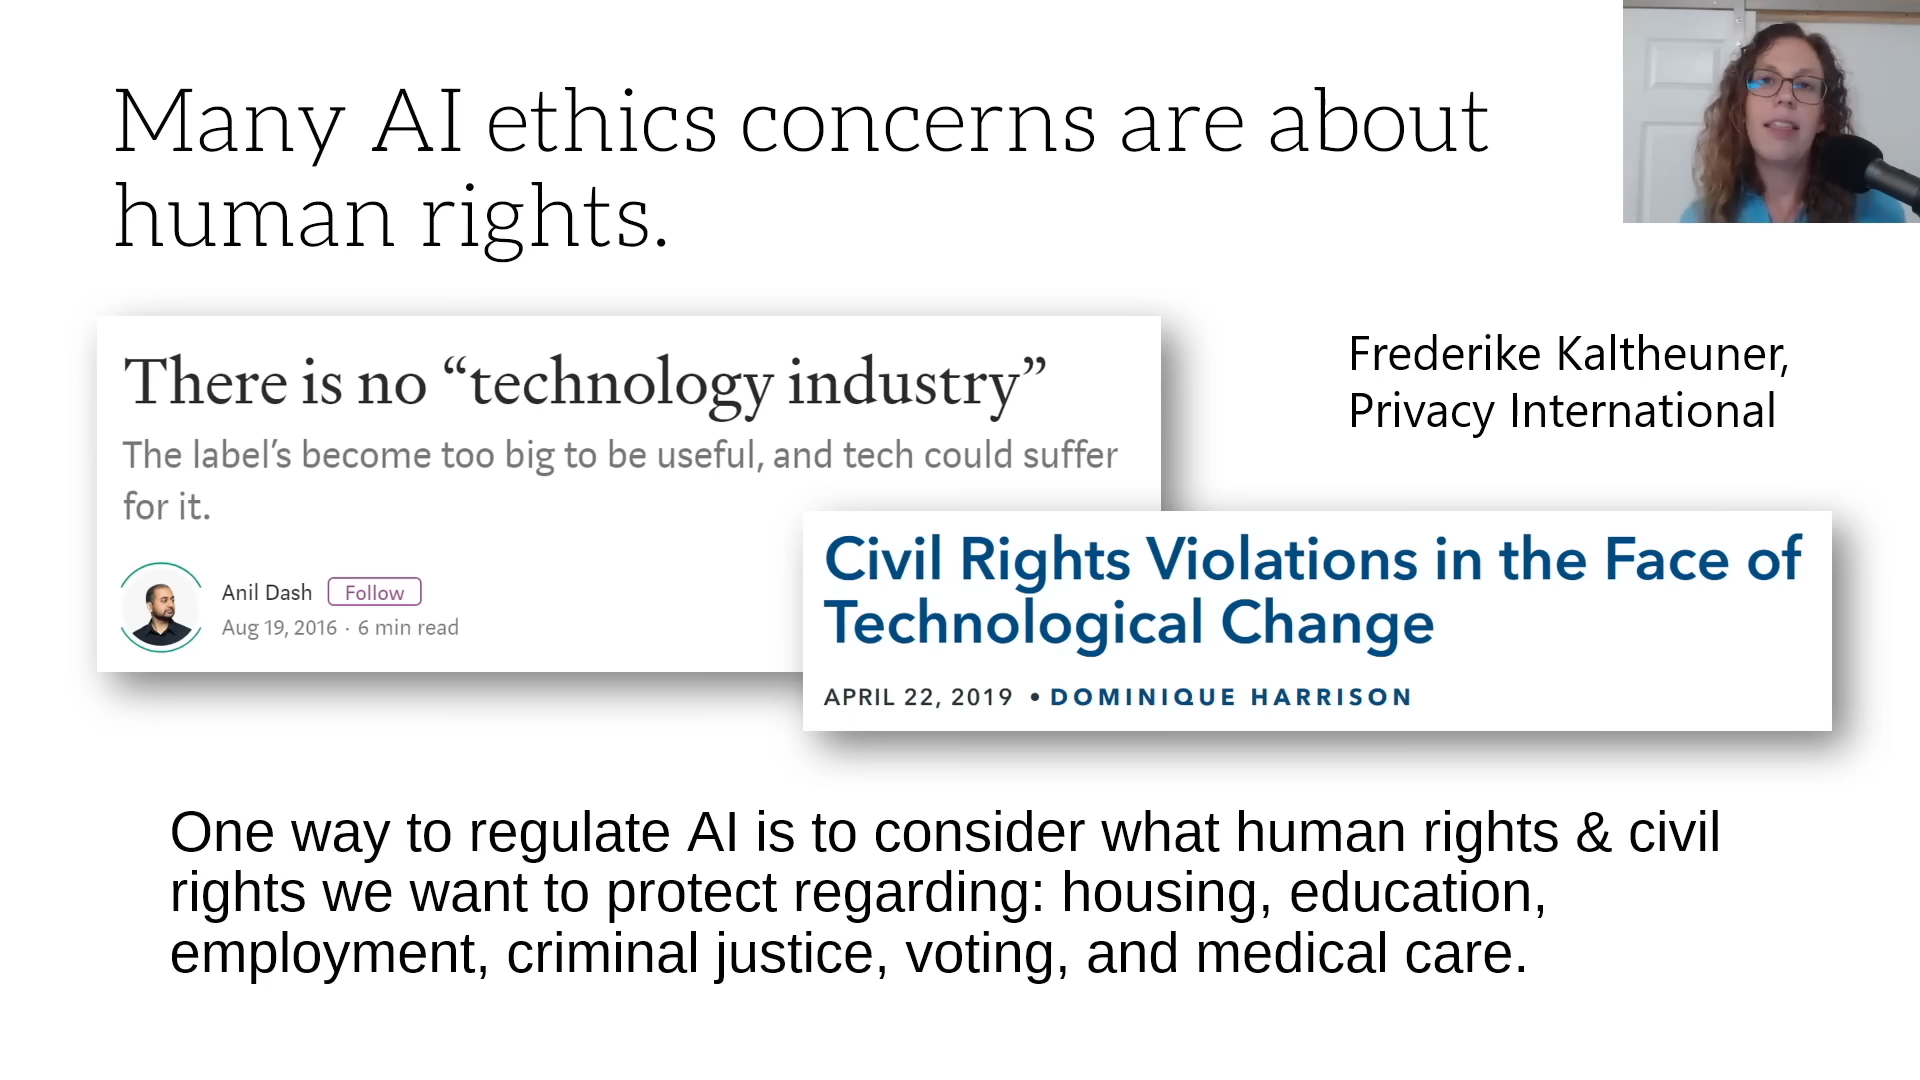 Many AI ethics concerns are about
human rights.
There is no “technology industry”
The label’s become too big to be useful, and tech could suffer
for it.
Anil Dash Follow
Aug 19, 2016 · 6 min read
Frederike Kaltheuner,
Privacy International
Civil Rights Violations in the Face of
Technological Change
APRIL 22, 2019 • DOMINIQUE HARRISON
One way to regulate AI is to consider what human rights & civil
rights we want to protect regarding: housing, education,
employment, criminal justice, voting, and medical care.